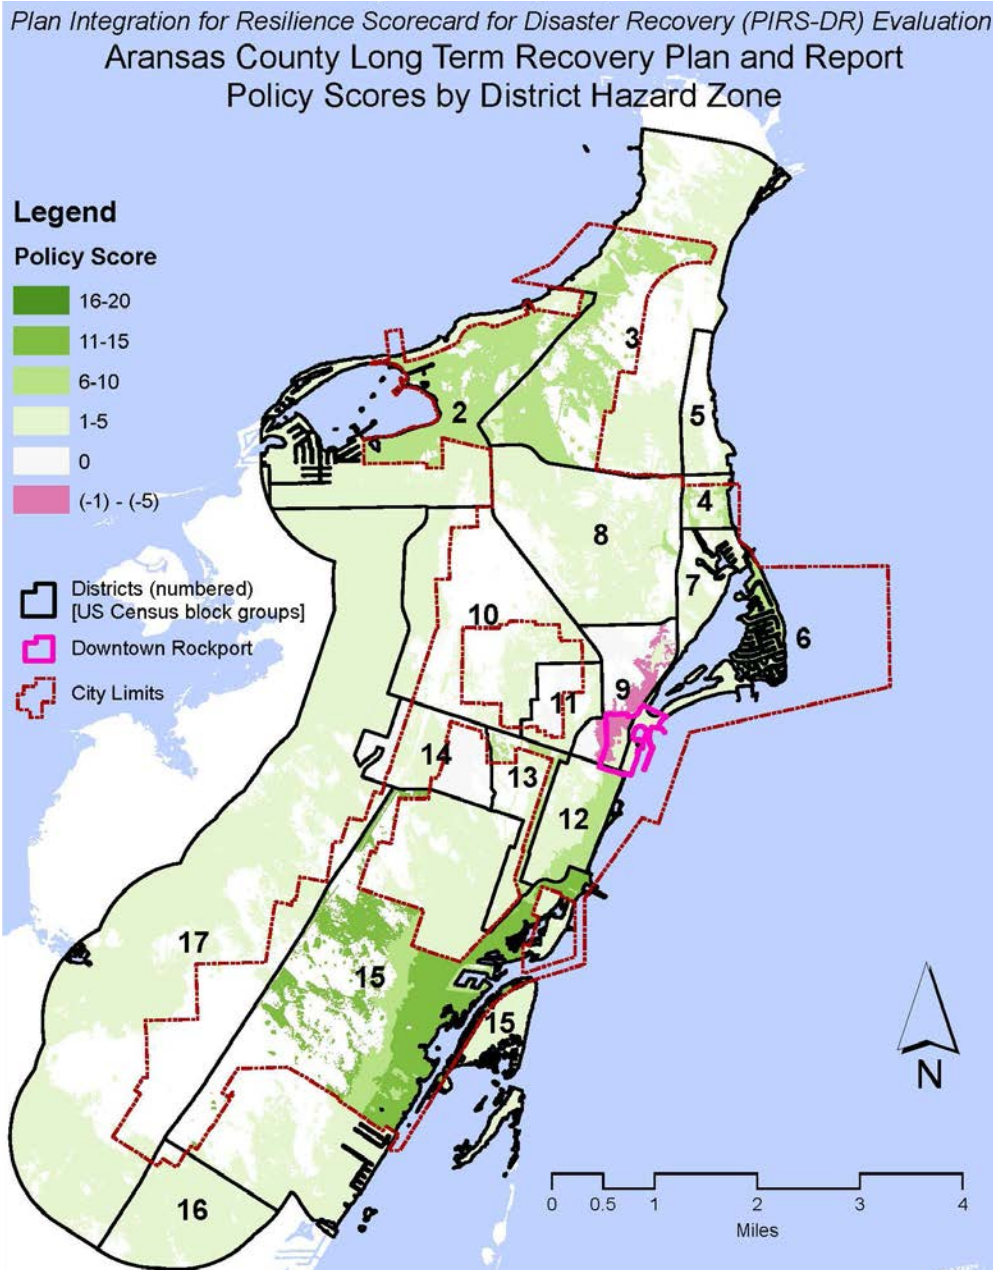 Plan Integration for Resilience Scorecard for Disaster Recovery (PIRS-DR) Evaluation
Aransas County Long Term Recovery Plan and Report
Policy Scores by District Hazard Zone
Legend
Policy Score
16-20
11-15
6-10
1-5
0
(-1) - (-5)
Districts (numbered)
[US Census block groups]
Downtown Rockport
City Limits
3
2
5
4
8
7
6
10
9
11
14
13
12
17
15
15
16
N
0 0.5 1 2 3 4
Miles